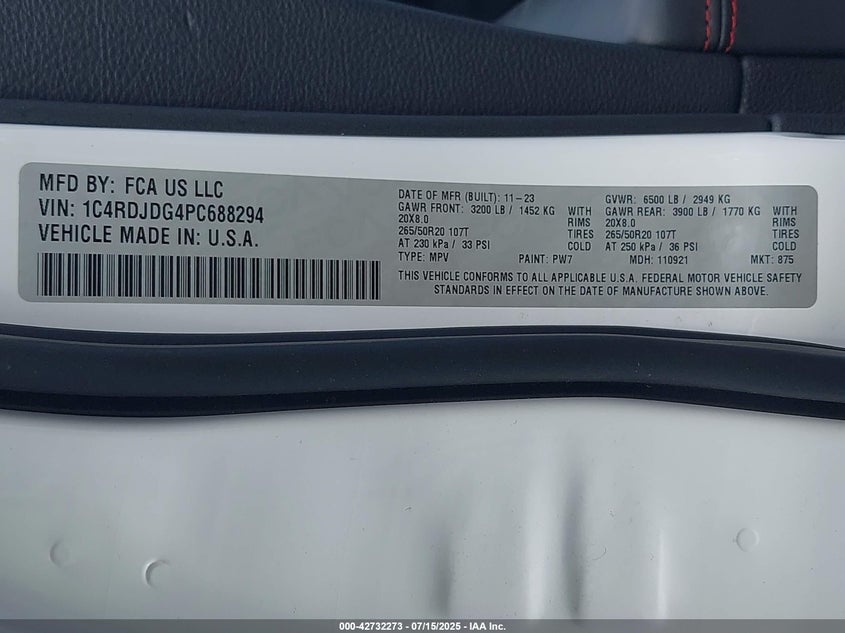 MFD BY: FCA US LLC
VIN: 1C4RDJDG4PC688294
VEHICLE MADE IN: U.S.A.
DATE OF MFR (BUILT): 11-23
GAWR FRONT: 3200 LB / 1452 KG WITH
20X8.0 RIMS
265/50R20 107T TIRES
AT 230 kPa / 33 PSI COLD
TYPE: MPV PAINT: PW7
GVWR: 6500 LB / 2949 KG
GAWR REAR: 3900 LB / 1770 KG WITH
20X8.0 RIMS
265/50R20 107T TIRES
AT 250 kPa / 36 PSI COLD
MDH: 110921 MKT: 875
THIS VEHICLE CONFORMS TO ALL APPLICABLE U.S.A. FEDERAL MOTOR VEHICLE SAFETY
STANDARDS IN EFFECT ON THE DATE OF MANUFACTURE SHOWN ABOVE.
000-42732273 - 07/15/2025 - IAA Inc.